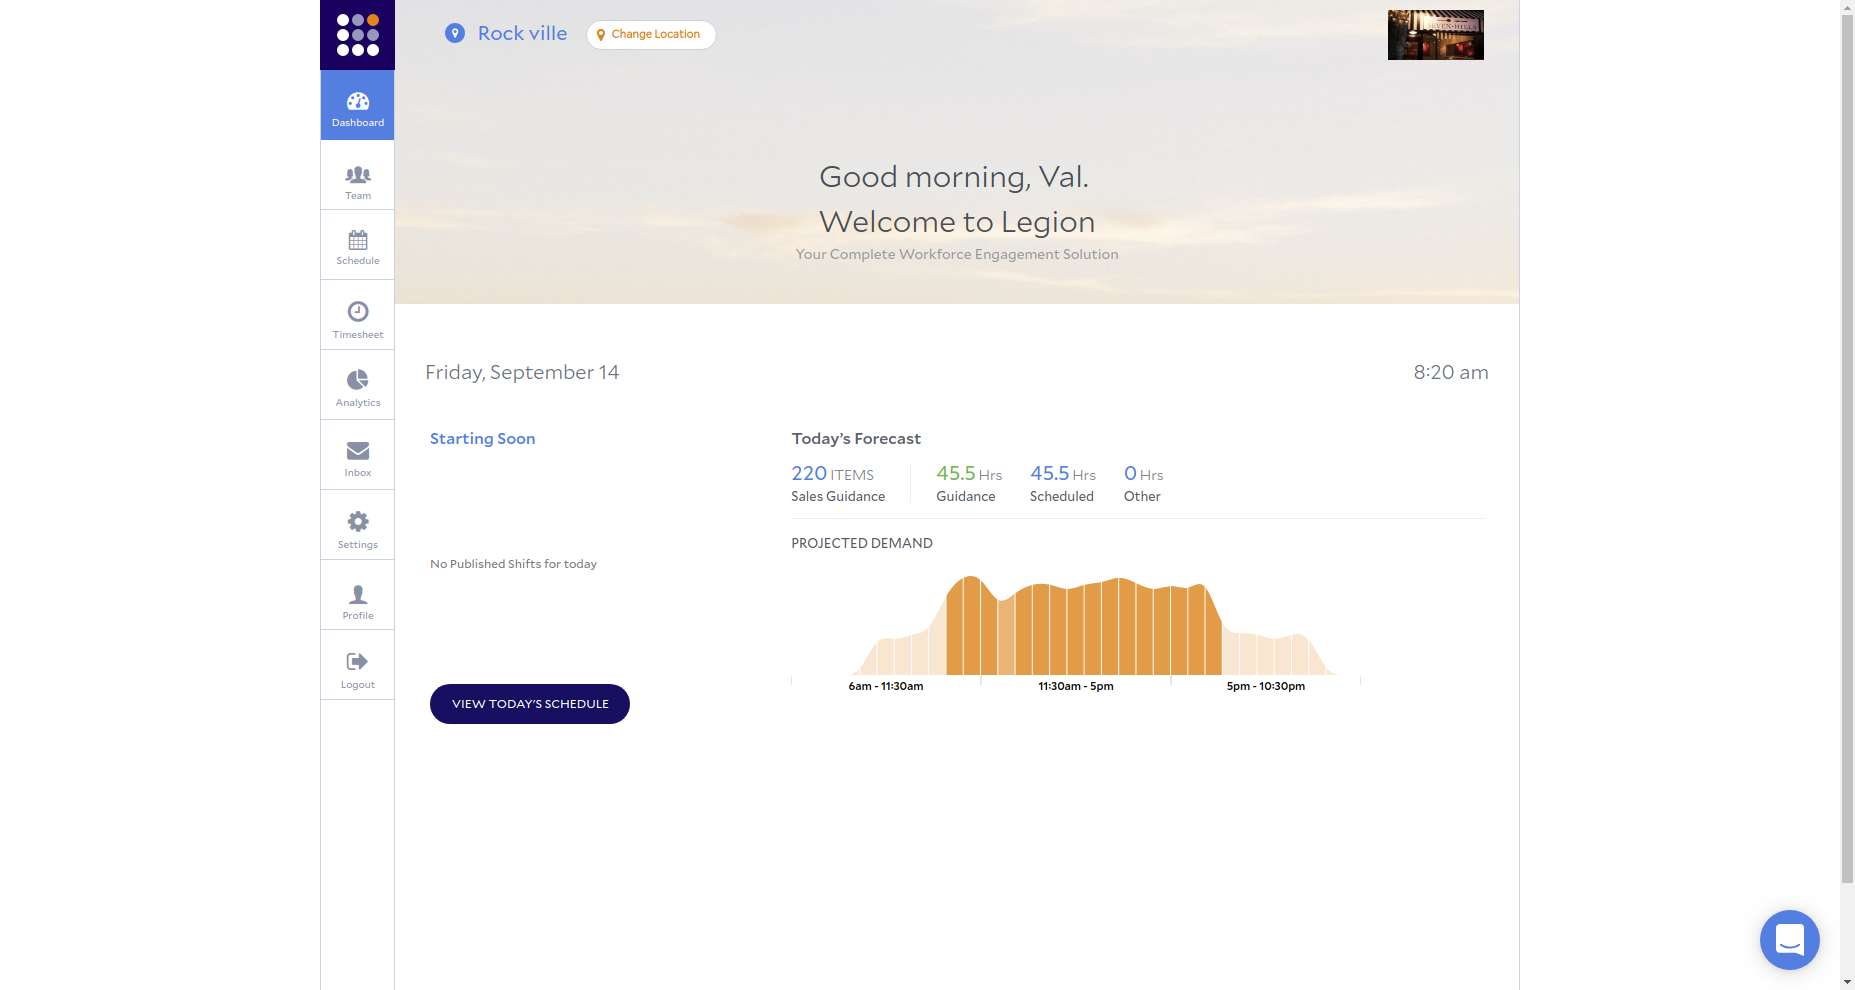 Rock ville
Change Location
SEVEN HILLS
Dashboard
Team
Schedule
Timesheet
Analytics
Inbox
Settings
Profile
Logout
Good morning, Val.
Welcome to Legion
Your Complete Workforce Engagement Solution
Friday, September 14
8:20 am
Starting Soon
No Published Shifts for today
VIEW TODAY'S SCHEDULE
Today's Forecast
220 ITEMS
Sales Guidance
45.5 Hrs
Guidance
45.5 Hrs
Scheduled
0 Hrs
Other
PROJECTED DEMAND
6am - 11:30am
11:30am - 5pm
5pm - 10:30pm